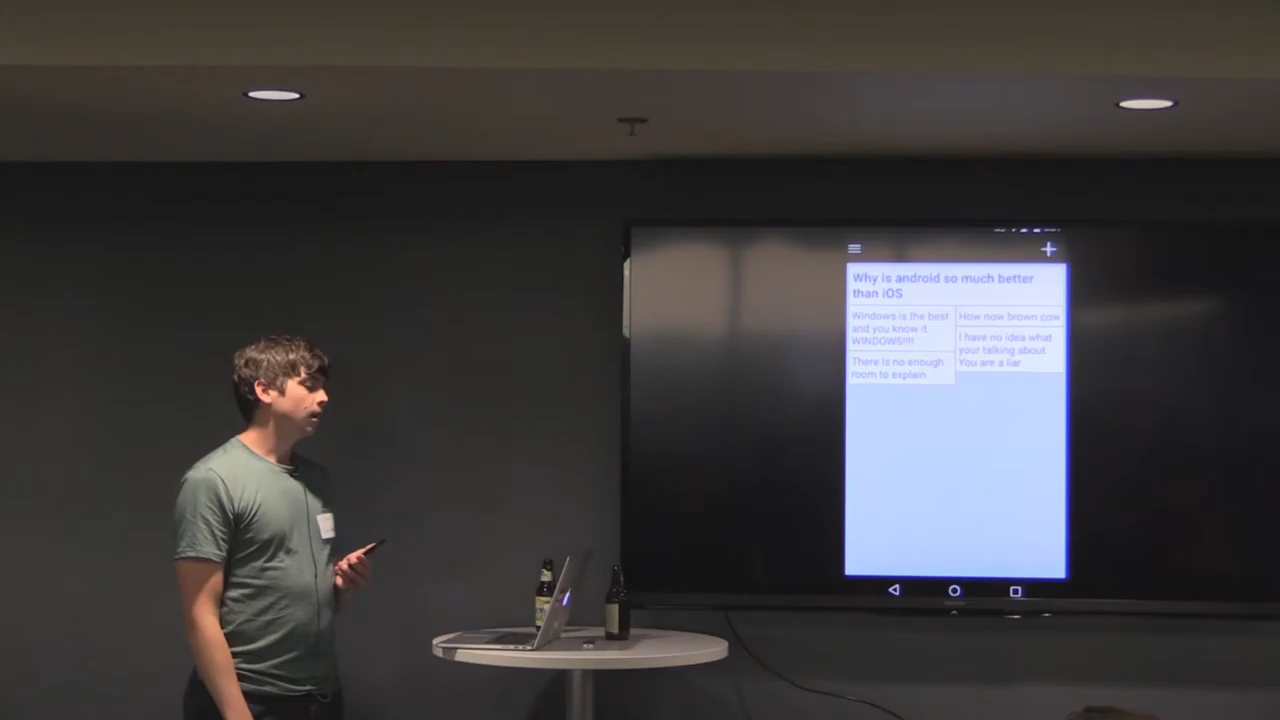 Why is android so much better
than iOS
Windows is the best
and you know it
WINDOWS!!!!
There is no enough
room to explain
How now brown cow
I have no idea what
your talking about.
You are a liar